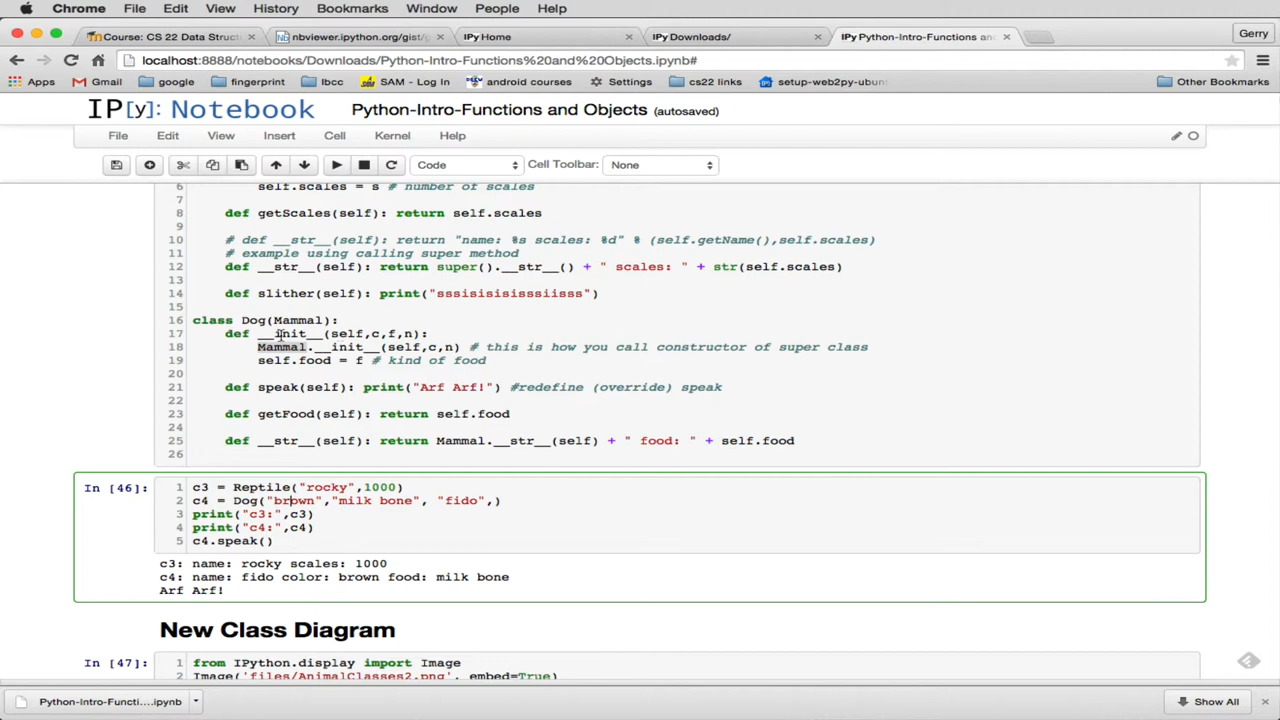 Chrome File Edit View History Bookmarks Window People Help
Course: CS 22 Data Struct
nbviewer.ipython.org/gist/g
IPy Home
IPy Downloads/
IPy Python-Intro-Functions and
Gerry
localhost:8888/notebooks/Downloads/Python-Intro-Functions%20and%20Objects.ipynb#
Apps Gmail google fingerprint lbcc SAM - Log In android courses Settings cs22 links setup-web2py-ubun Other Bookmarks
IP[y]: Notebook Python-Intro-Functions and Objects (autosaved)
File Edit View Insert Cell Kernel Help
Code Cell Toolbar: None
6 self.scales = s # number of scales
7
8 def getScales(self): return self.scales
9
10 # def __str__(self): return "name: %s scales: %d" % (self.getName(),self.scales)
11 # example using calling super method
12 def __str__(self): return super().__str__() + " scales: " + str(self.scales)
13
14 def slither(self): print("sssisisisisssiisss")
15
16 class Dog(Mammal):
17 def __init__(self,c,f,n):
18 Mammal.__init__(self,c,n) # this is how you call constructor of super class
19 self.food = f # kind of food
20
21 def speak(self): print("Arf Arf!") #redefine (override) speak
22
23 def getFood(self): return self.food
24
25 def __str__(self): return Mammal.__str__(self) + " food: " + self.food
26
In [46]: 1 c3 = Reptile("rocky",1000)
2 c4 = Dog("brown","milk bone", "fido",)
3 print("c3:",c3)
4 print("c4:",c4)
5 c4.speak()
c3: name: rocky scales: 1000
c4: name: fido color: brown food: milk bone
Arf Arf!
New Class Diagram
In [47]: 1 from IPython.display import Image
2 Image('files/AnimalClasses2.png', embed=True)
Python-Intro-Functi....ipynb Show All